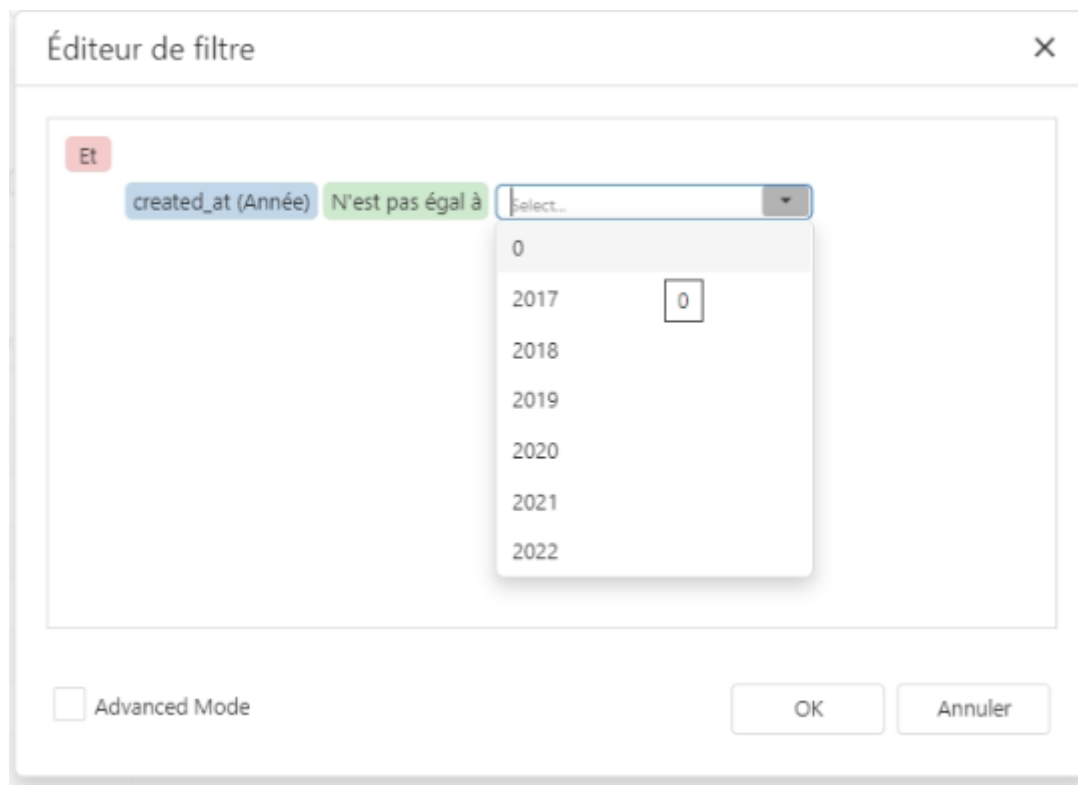 Éditeur de filtre
Et
created_at (Année) N'est pas égal à Select...
0
2017 0
2018
2019
2020
2021
2022
Advanced Mode OK Annuler